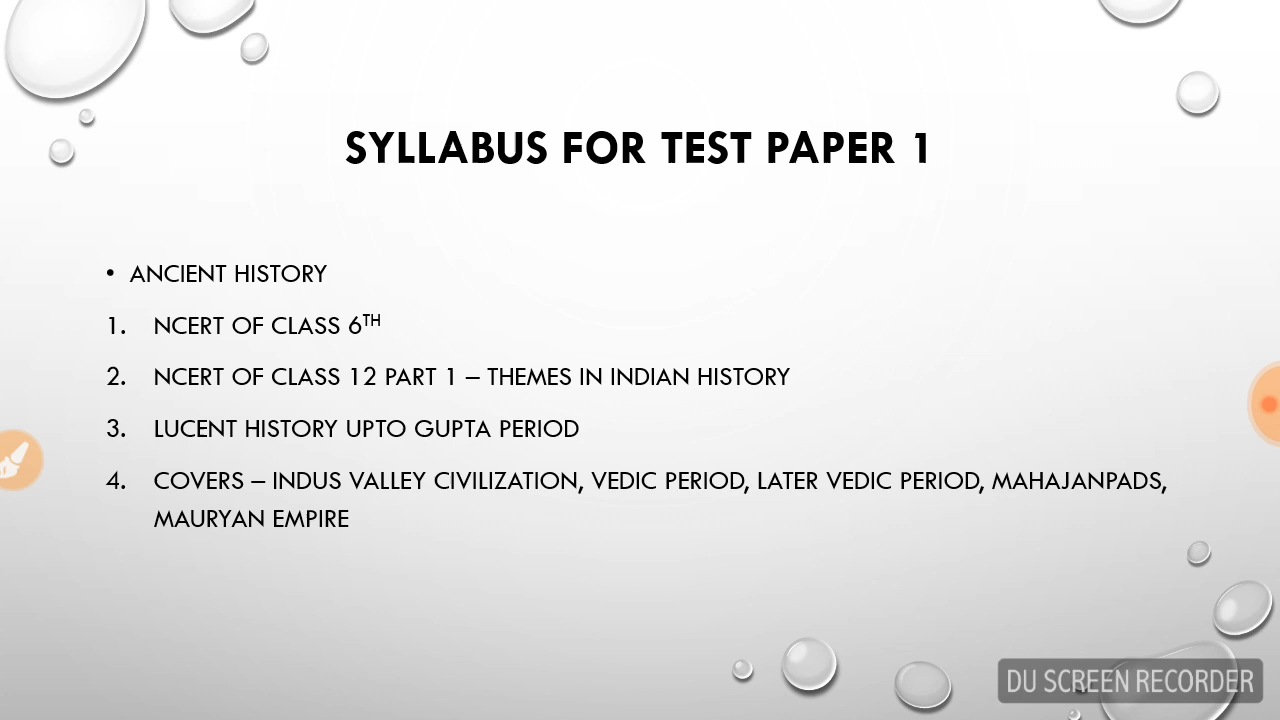 SYLLABUS FOR TEST PAPER 1
• ANCIENT HISTORY
1. NCERT OF CLASS 6TH
2. NCERT OF CLASS 12 PART 1 – THEMES IN INDIAN HISTORY
3. LUCENT HISTORY UPTO GUPTA PERIOD
4. COVERS – INDUS VALLEY CIVILIZATION, VEDIC PERIOD, LATER VEDIC PERIOD, MAHAJANPADS,
MAURYAN EMPIRE
DU SCREEN RECORDER